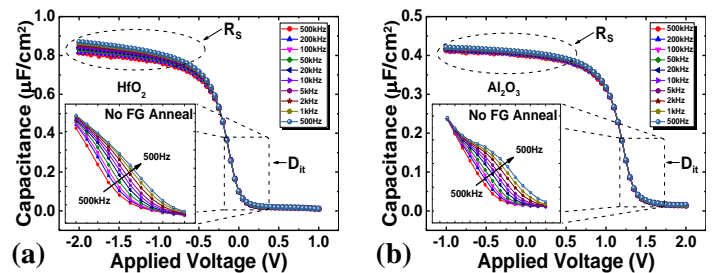 Capacitance (µF/cm²)
1.0
0.8
0.6
0.4
0.2
0.0
R_S
500kHz
200kHz
100kHz
50kHz
20kHz
10kHz
5kHz
2kHz
1kHz
500Hz
HfO₂
No FG Anneal
500Hz
500kHz
D_it
-2.0 -1.5 -1.0 -0.5 0.0 0.5 1.0
Applied Voltage (V)
(a)
Capacitance (µF/cm²)
0.5
0.4
0.3
0.2
0.1
0.0
R_S
500kHz
200kHz
100kHz
50kHz
20kHz
10kHz
5kHz
2kHz
1kHz
500Hz
Al₂O₃
No FG Anneal
500Hz
500kHz
D_it
-1.0 -0.5 0.0 0.5 1.0 1.5 2.0
Applied Voltage (V)
(b)